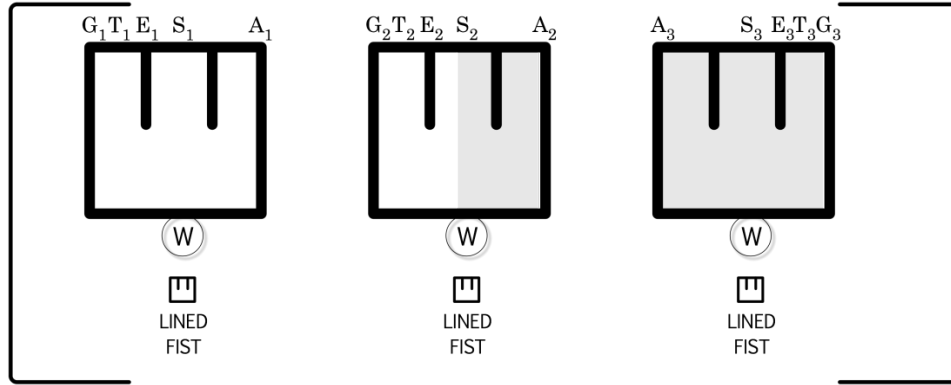 G₁T₁ E₁ S₁ A₁ G₂T₂ E₂ S₂ A₂ A₃ S₃ E₃T₃G₃
W W W
LINED LINED LINED
FIST FIST FIST